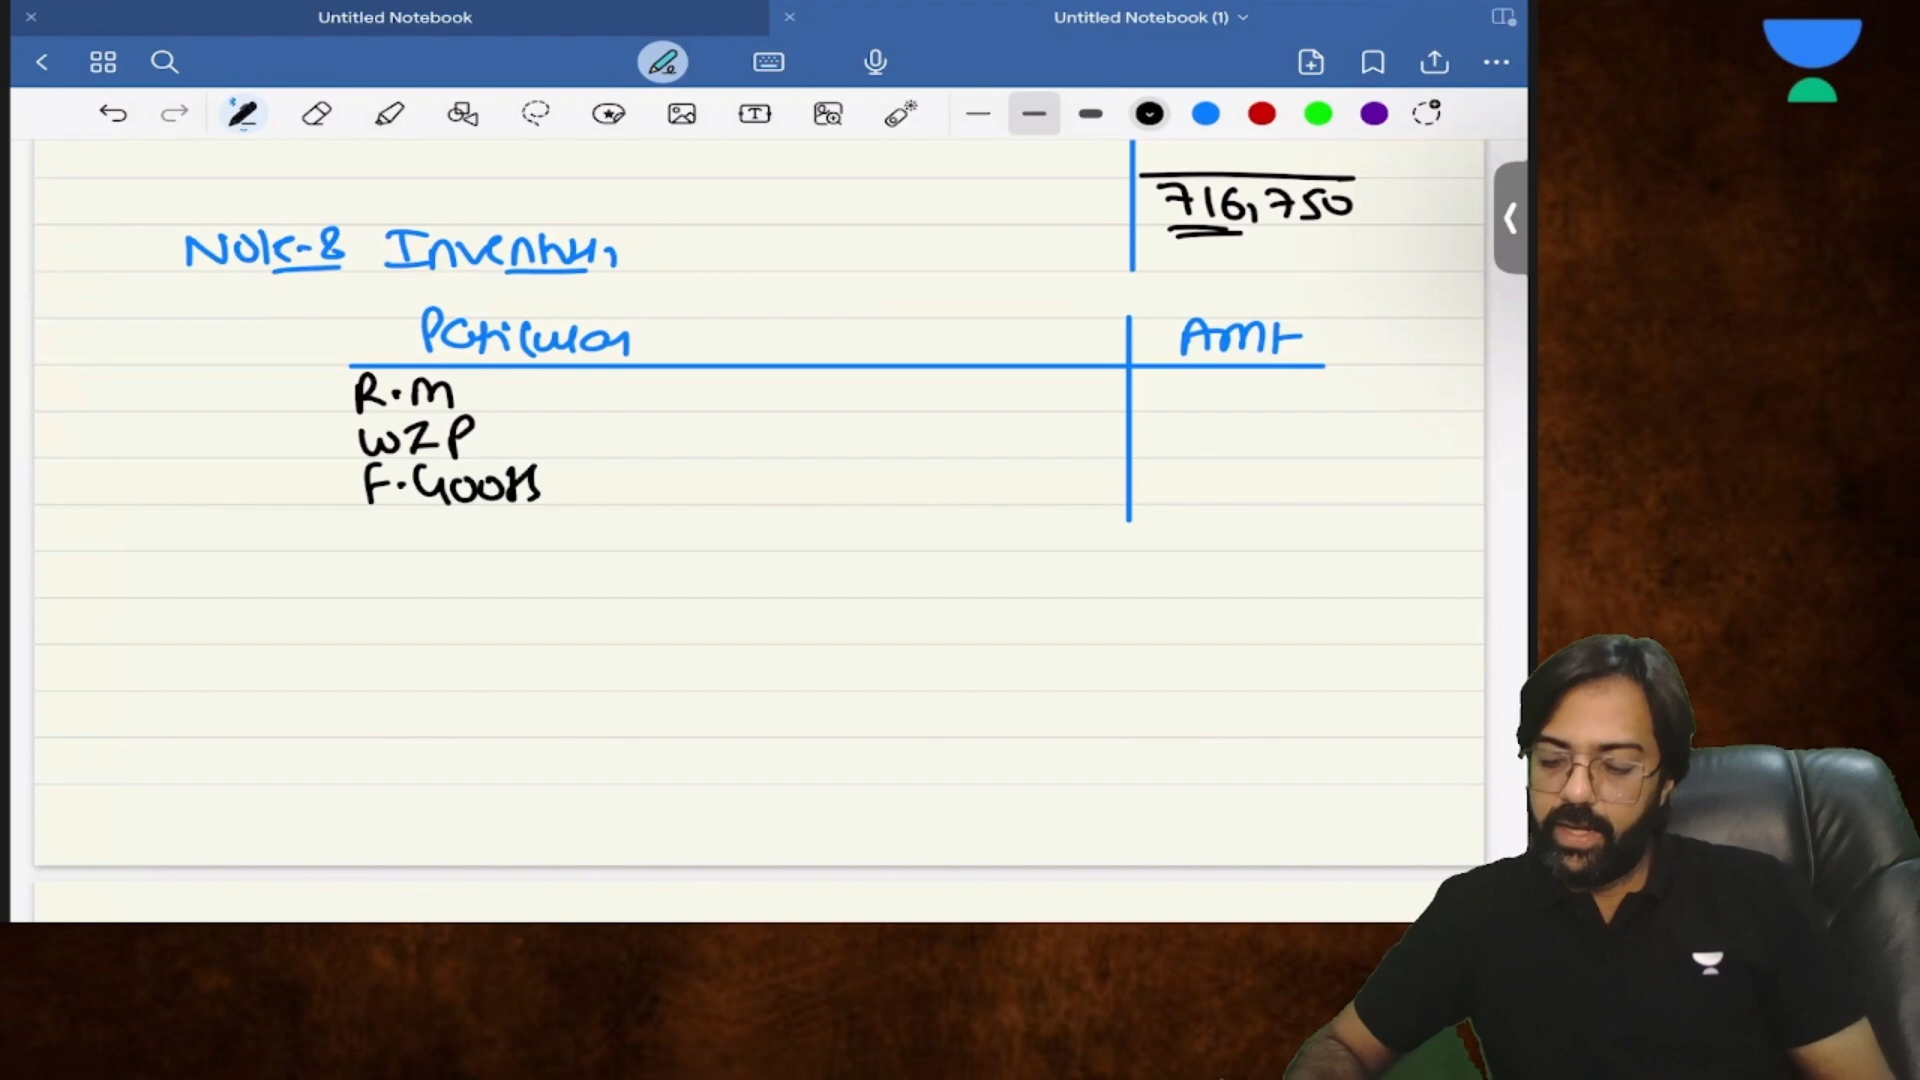 Untitled Notebook
Untitled Notebook (1)
716,750
Note-8 Inventory
Particular
Amt
R.M
WIP
F.Goods